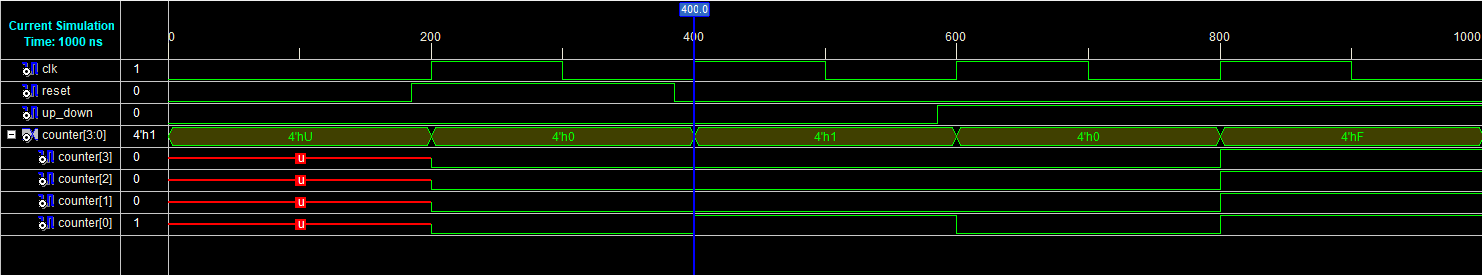 400.0
Current Simulation
Time: 1000 ns
0 200 400 600 800 1000
clk 1
reset 0
up_down 0
counter[3:0] 4'h1 4'hU 4'h0 4'h1 4'h0 4'hF
counter[3] 0 u
counter[2] 0 u
counter[1] 0 u
counter[0] 1 u